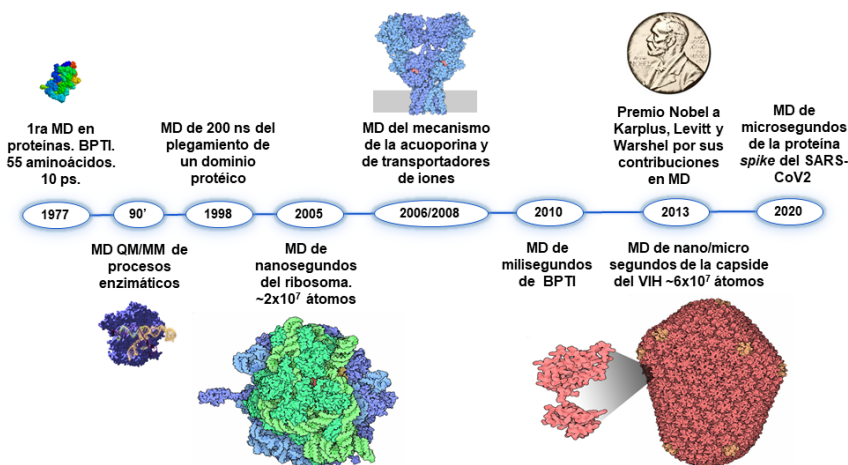 1ra MD en
proteínas. BPTI.
55 aminoácidos.
10 ps.
MD de 200 ns del
plegamiento de
un dominio
protéico
MD del mecanismo
de la acuoporina y
de transportadores
de iones
Premio Nobel a
Karplus, Levitt y
Warshel por sus
contribuciones
en MD
MD de
microsegundos
de la proteína
spike del SARS-
CoV2
1977
90’
1998
2005
2006/2008
2010
2013
2020
MD QM/MM de
procesos
enzimáticos
MD de
nanosegundos
del ribosoma.
~2x10⁷ átomos
MD de
milisegundos
de BPTI
MD de nano/micro
segundos de la capside
del VIH ~6x10⁷ átomos